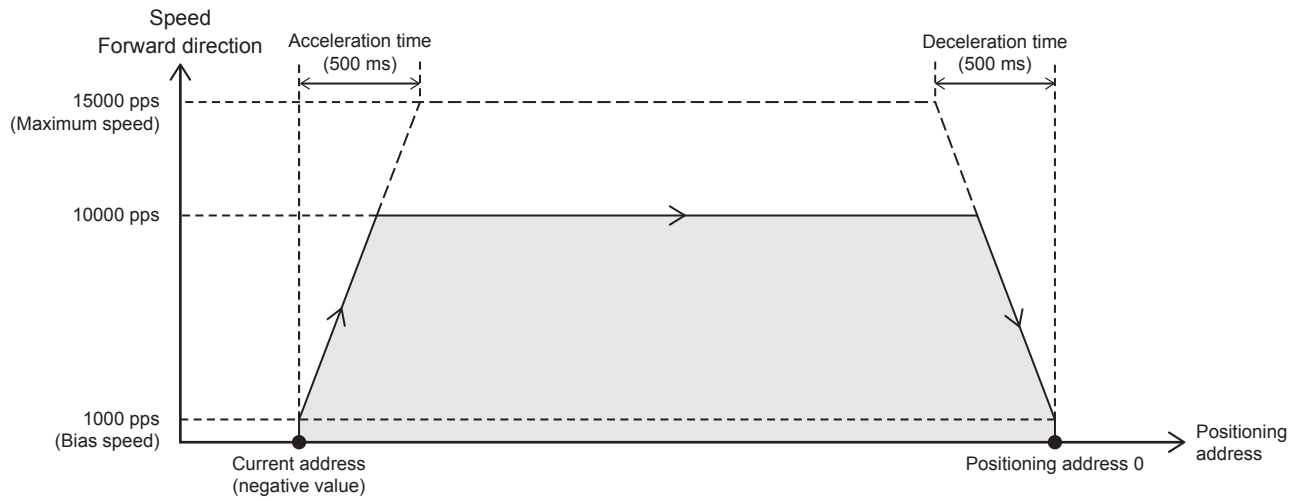 Speed
Forward direction
Acceleration time
(500 ms)
Deceleration time
(500 ms)
15000 pps
(Maximum speed)
10000 pps
1000 pps
(Bias speed)
Current address
(negative value)
Positioning address 0
Positioning
address